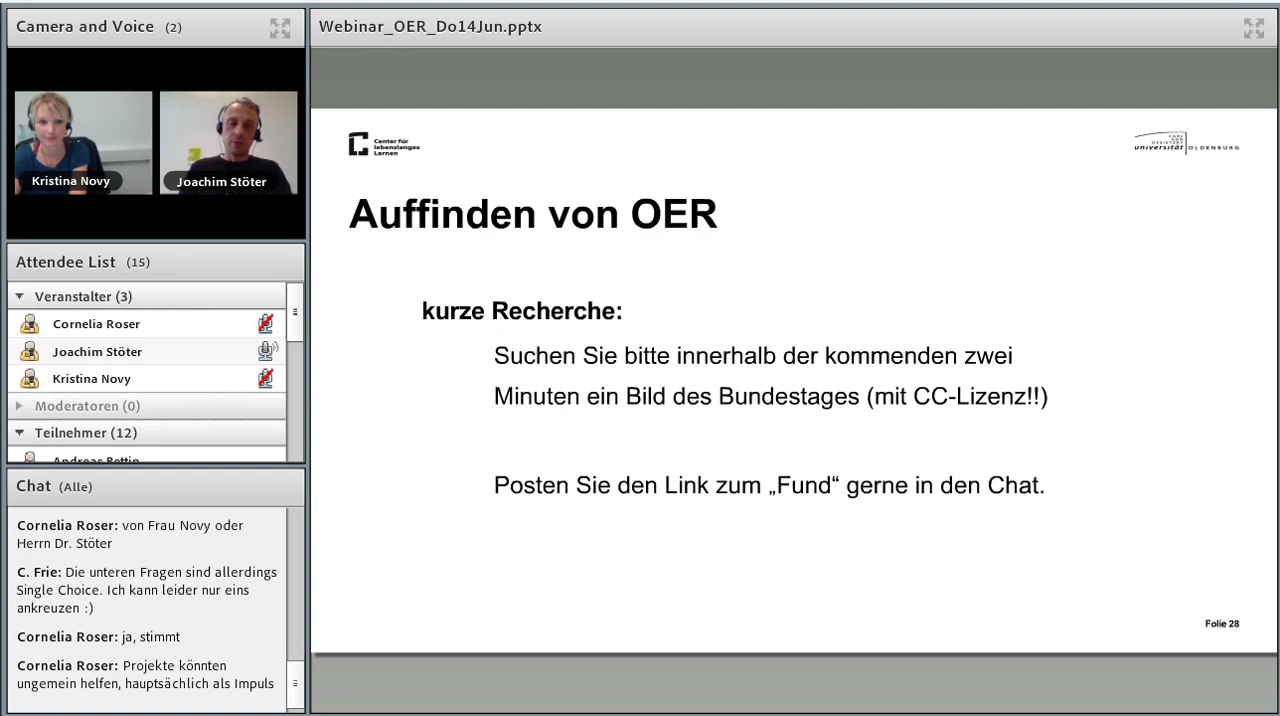 Camera and Voice (2)
Kristina Novy
Joachim Stöter
Attendee List (15)
Veranstalter (3)
Cornelia Roser
Joachim Stöter
Kristina Novy
Moderatoren (0)
Teilnehmer (12)
Andreas Bettin
Chat (Alle)
Cornelia Roser: von Frau Novy oder
Herrn Dr. Stöter
C. Frie: Die unteren Fragen sind allerdings
Single Choice. Ich kann leider nur eins
ankreuzen :)
Cornelia Roser: ja, stimmt
Cornelia Roser: Projekte könnten
ungemein helfen, hauptsächlich als Impuls
Webinar_OER_Do14Jun.pptx
Center für
lebenslanges
Lernen
CARL
VON
OSSIETZKY
universität OLDENBURG
Auffinden von OER
kurze Recherche:
Suchen Sie bitte innerhalb der kommenden zwei
Minuten ein Bild des Bundestages (mit CC-Lizenz!!)
Posten Sie den Link zum „Fund“ gerne in den Chat.
Folie 28